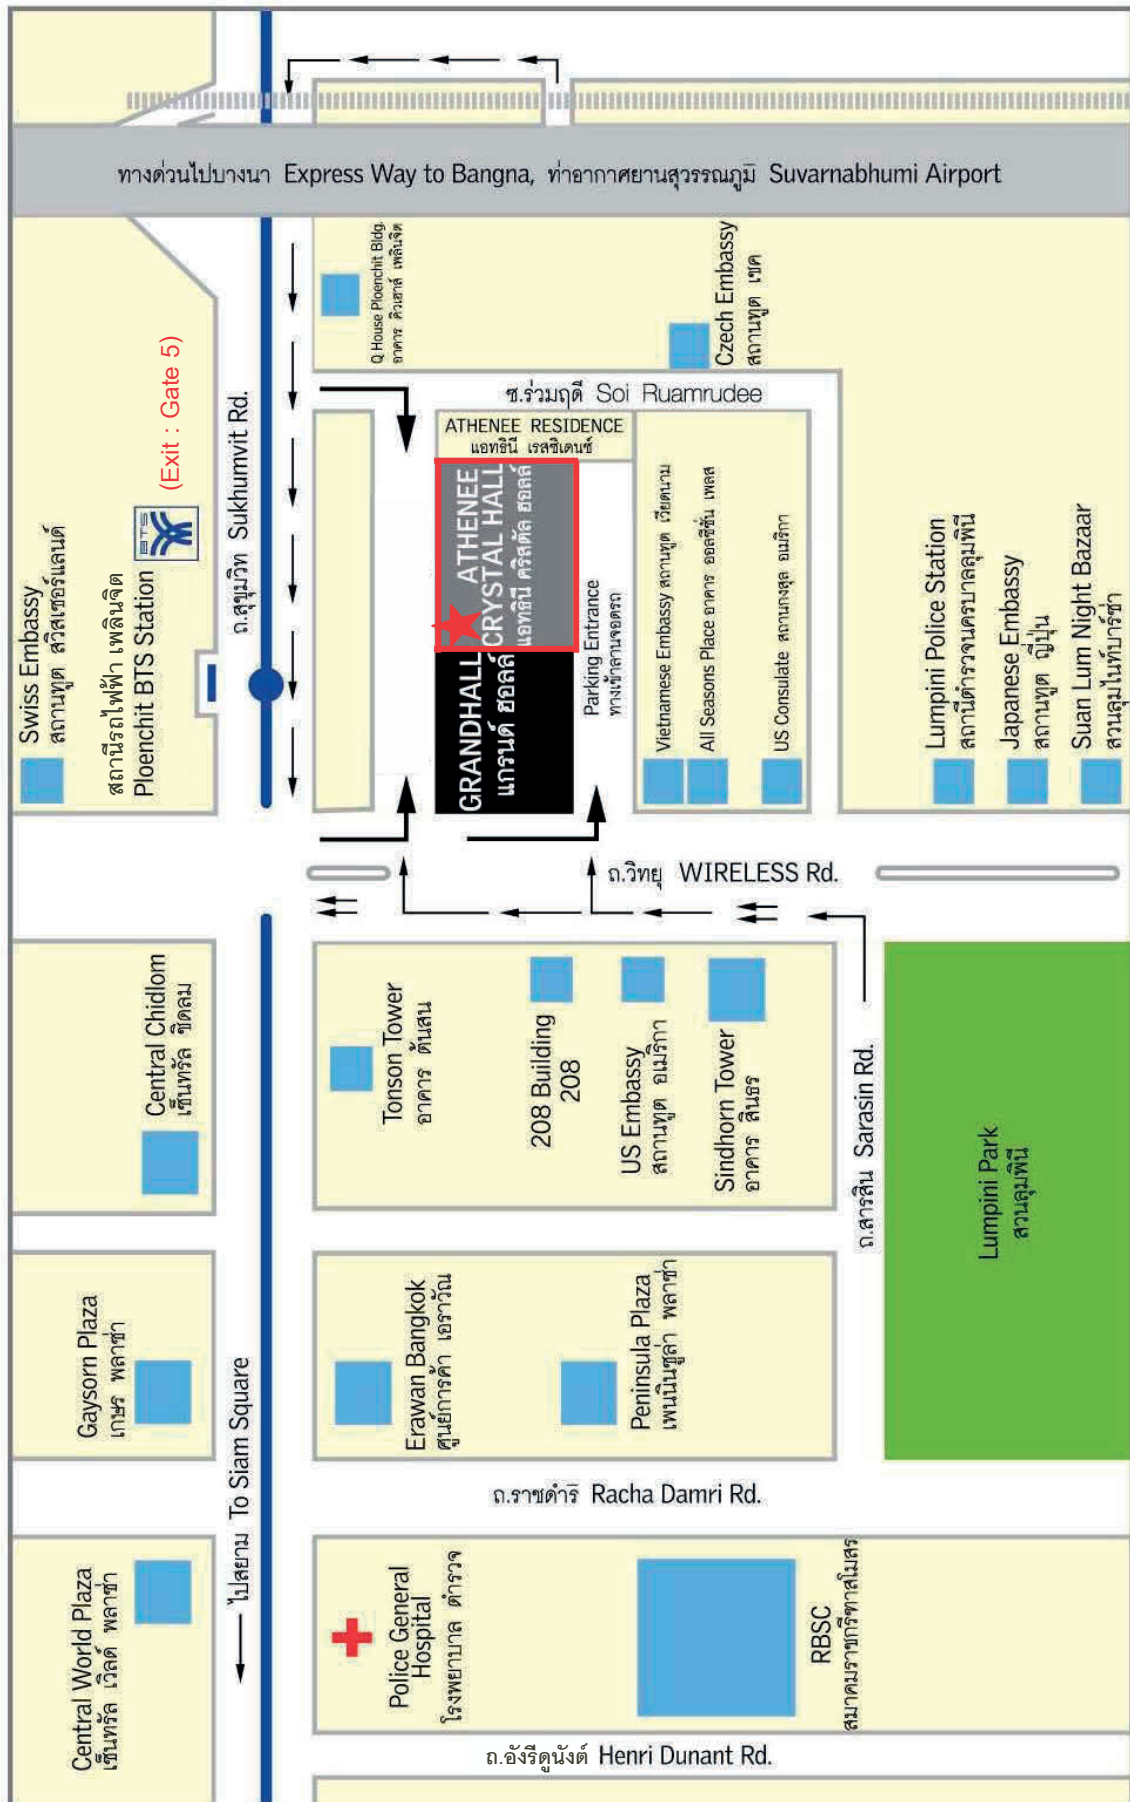 ทางด่วนไปบางนา Express Way to Bangna, ท่าอากาศยานสุวรรณภูมิ Suvarnabhumi Airport
Q House Ploenchit Bldg.
อาคาร คิวเฮาส์ เพลินจิต
Czech Embassy
สถานทูต เชค
ซ.ร่วมฤดี Soi Ruamrudee
(Exit : Gate 5)
ถ.สุขุมวิท Sukhumvit Rd.
Swiss Embassy
สถานทูต สวิสเซอร์แลนด์
สถานีรถไฟฟ้า เพลินจิต
Ploenchit BTS Station
BTS
ATHENEE RESIDENCE
แอทธินี เรสซิเดนซ์
ATHENEE
CRYSTAL HALL
แอทธินี คริสตัล ฮอลล์
GRANDHALL
แกรนด์ ฮอลล์
Parking Entrance
ทางเข้าลานจอดรถ
Vietnamese Embassy สถานทูต เวียดนาม
All Seasons Place อาคาร ออลซีซั่น เพลส
US Consulate สถานกงสุล อเมริกา
Lumpini Police Station
สถานีตำรวจนครบาลลุมพินี
Japanese Embassy
สถานทูต ญี่ปุ่น
Suan Lum Night Bazaar
สวนลุมไนท์บาร์ซ่า
ถ.วิทยุ WIRELESS Rd.
Central Chidlom
เซ็นทรัล ชิดลม
Tonson Tower
อาคาร ต้นสน
208 Building
208
US Embassy
สถานทูต อเมริกา
Sindhorn Tower
อาคาร สินธร
ถ.สารสิน Sarasin Rd.
Lumpini Park
สวนลุมพินี
Gaysorn Plaza
เกษร พลาซ่า
Erawan Bangkok
ศูนย์การค้า เอราวัณ
Peninsula Plaza
เพนนินซูล่า พลาซ่า
ไปสยาม To Siam Square
ถ.ราชดำริ Racha Damri Rd.
Central World Plaza
เซ็นทรัล เวิลด์ พลาซ่า
Police General
Hospital
โรงพยาบาล ตำรวจ
RBSC
สมาคมราชกรีฑาสโมสร
ถ.อังรีดูนังต์ Henri Dunant Rd.